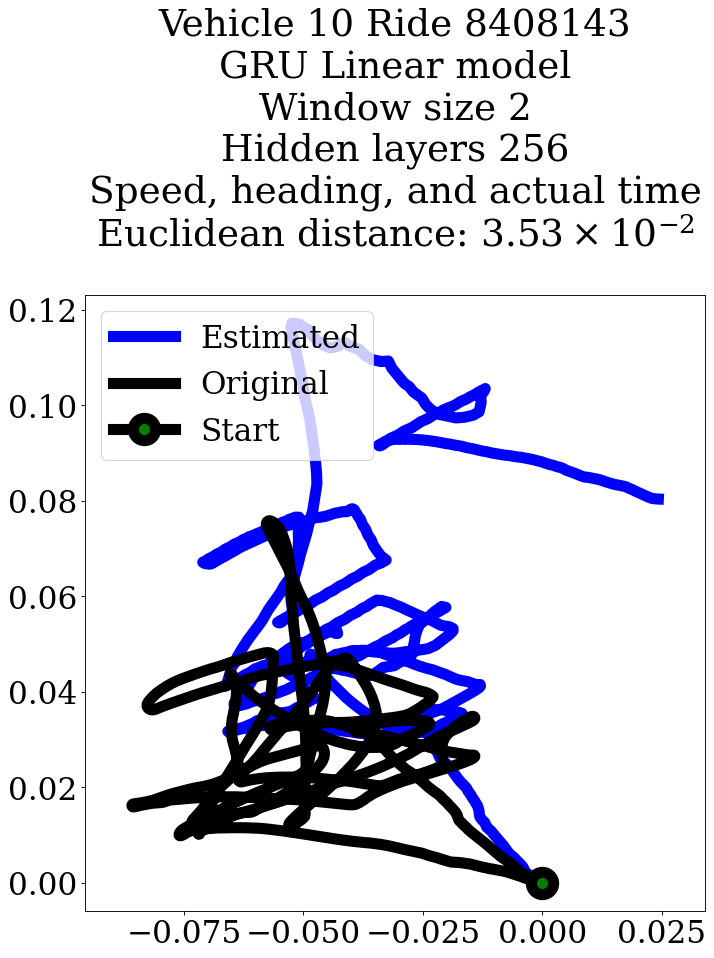 Vehicle 10 Ride 8408143
GRU Linear model
Window size 2
Hidden layers 256
Speed, heading, and actual time
Euclidean distance: 3.53 × 10⁻²
0.12
0.10
0.08
0.06
0.04
0.02
0.00
Estimated
Original
Start
−0.075 −0.050 −0.025 0.000 0.025